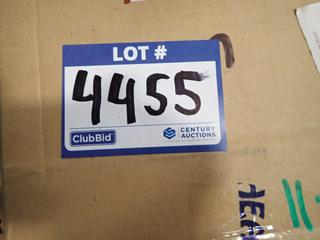 LOT #
4455
ClubBid
CENTURY
AUCTIONS